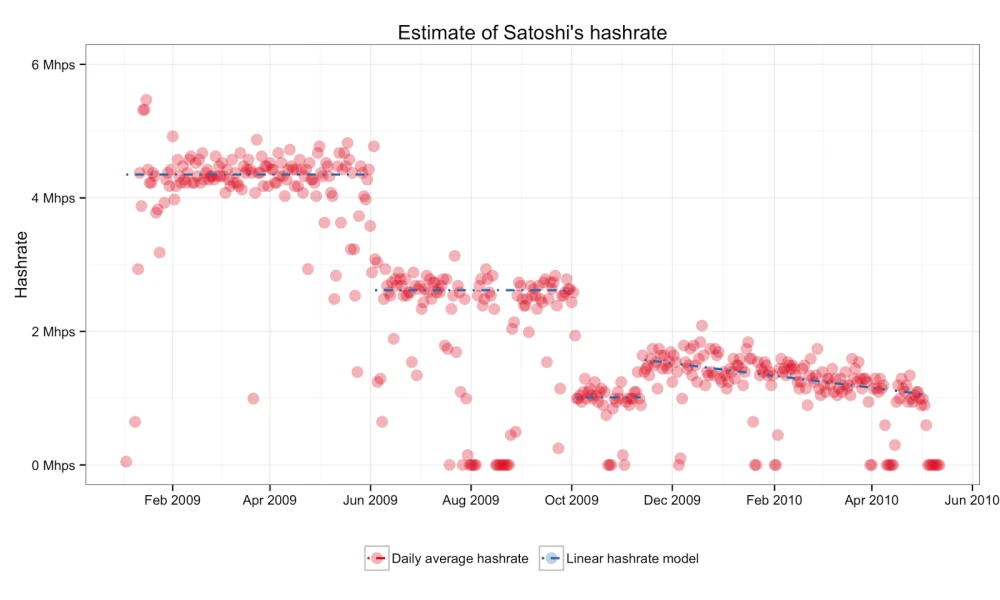 Estimate of Satoshi's hashrate
6 Mhps
4 Mhps
2 Mhps
0 Mhps
Hashrate
Feb 2009 Apr 2009 Jun 2009 Aug 2009 Oct 2009 Dec 2009 Feb 2010 Apr 2010 Jun 2010
Daily average hashrate Linear hashrate model